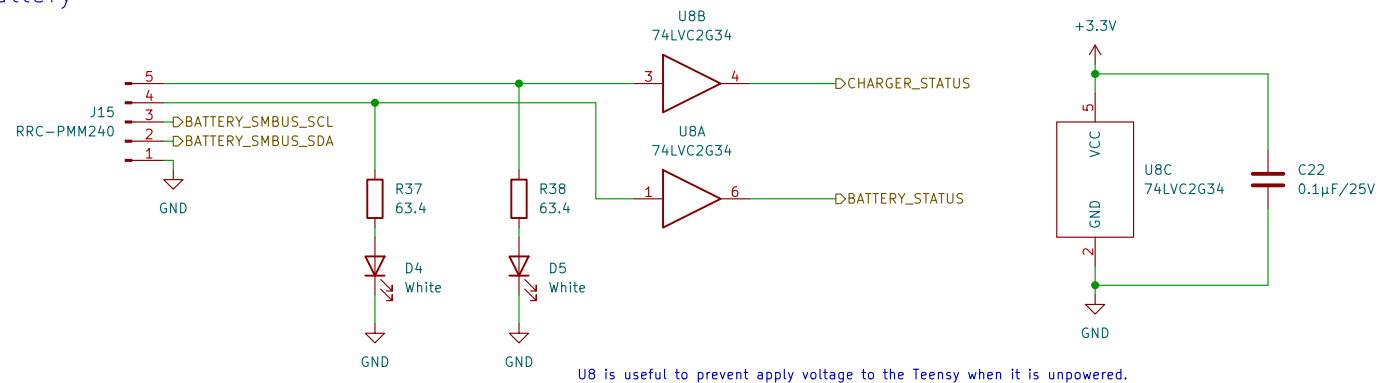 U8B
74LVC2G34
+3.3V
5
4
3
2
1
J15
RRC-PMM240
BATTERY_SMBUS_SCL
BATTERY_SMBUS_SDA
GND
3
4
CHARGER_STATUS
U8A
74LVC2G34
1
6
BATTERY_STATUS
R37
63.4
R38
63.4
D4
White
D5
White
GND
GND
5
VCC
GND
2
U8C
74LVC2G34
C22
0.1µF/25V
GND
U8 is useful to prevent apply voltage to the Teensy when it is unpowered.